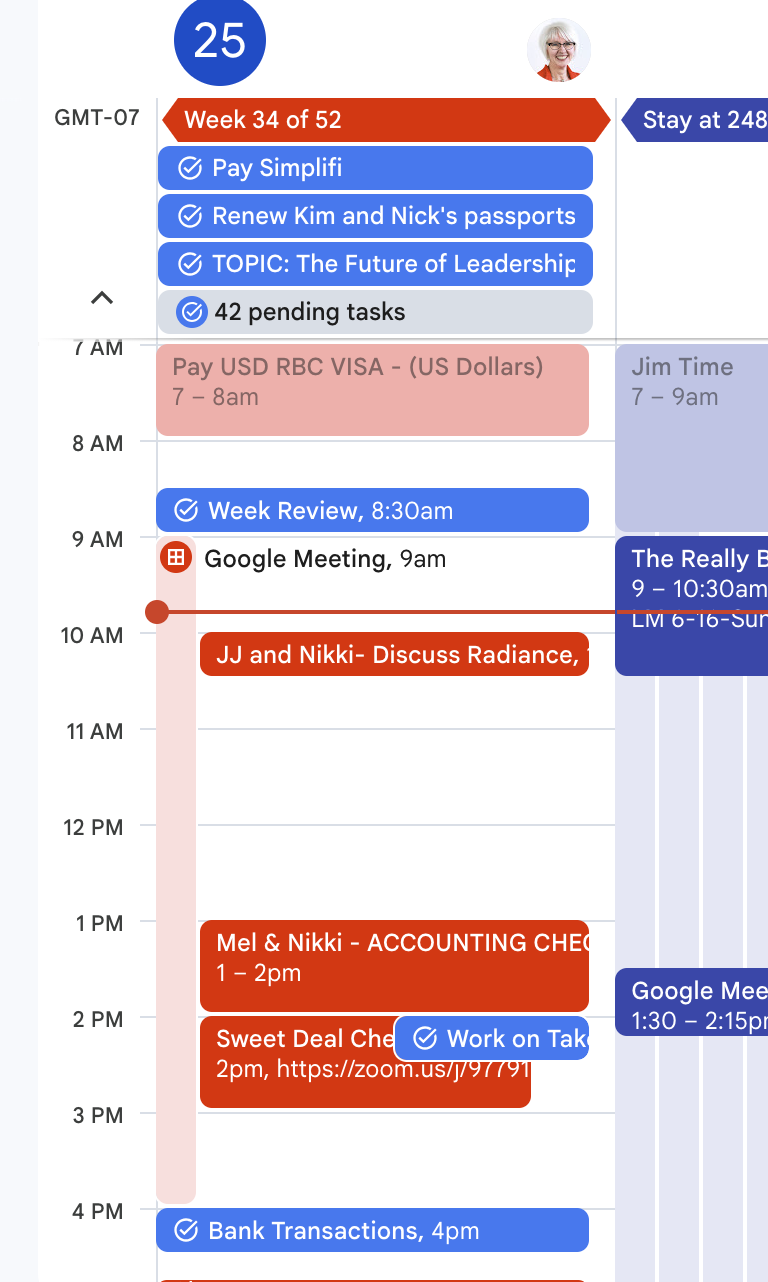 25
GMT-07
Week 34 of 52
Stay at 248
Pay Simplifi
Renew Kim and Nick's passports
TOPIC: The Future of Leadership
42 pending tasks
7 AM
Pay USD RBC VISA - (US Dollars)
7 – 8am
Jim Time
7 – 9am
8 AM
Week Review, 8:30am
9 AM
Google Meeting, 9am
The Really B
9 – 10:30am
LM 6-16-Sun
10 AM
JJ and Nikki- Discuss Radiance,
11 AM
12 PM
1 PM
Mel & Nikki - ACCOUNTING CHEC
1 – 2pm
Google Mee
1:30 – 2:15pm
2 PM
Sweet Deal Che
Work on Take
2pm, https://zoom.us/j/97791
3 PM
4 PM
Bank Transactions, 4pm